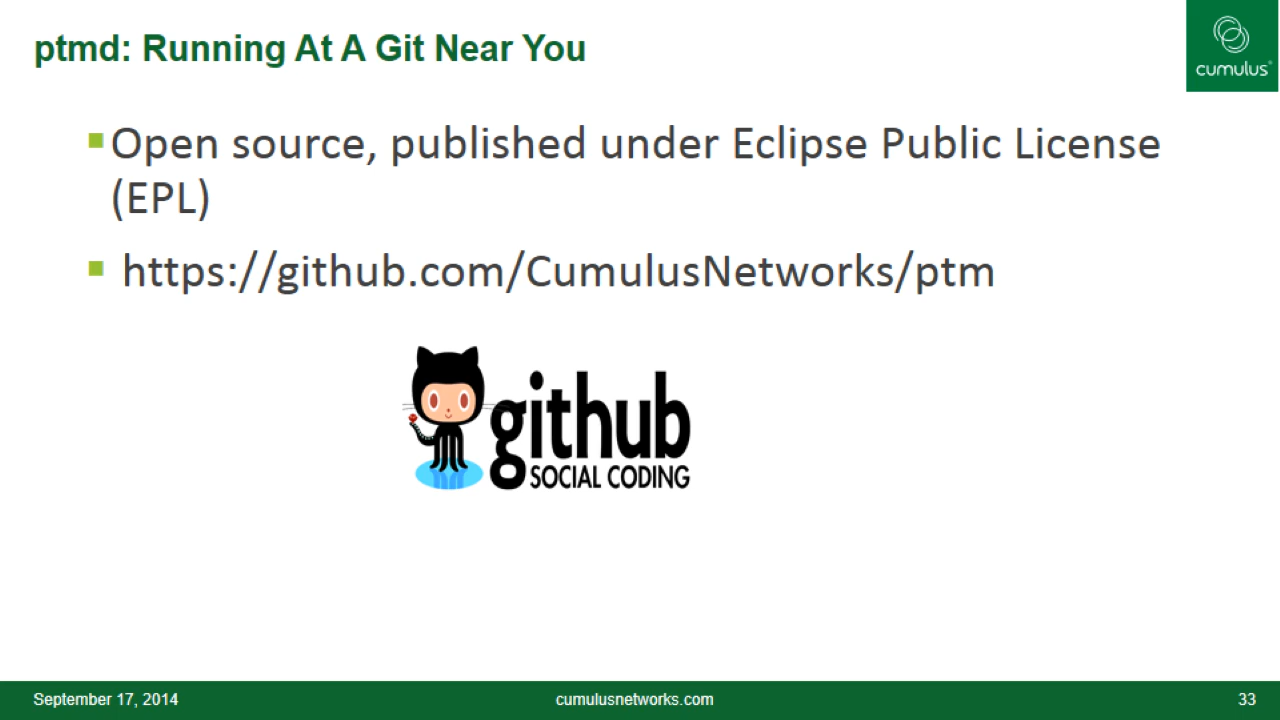 ptmd: Running At A Git Near You
cumulus®
Open source, published under Eclipse Public License
(EPL)
https://github.com/CumulusNetworks/ptm
github
SOCIAL CODING
September 17, 2014
cumulusnetworks.com
33